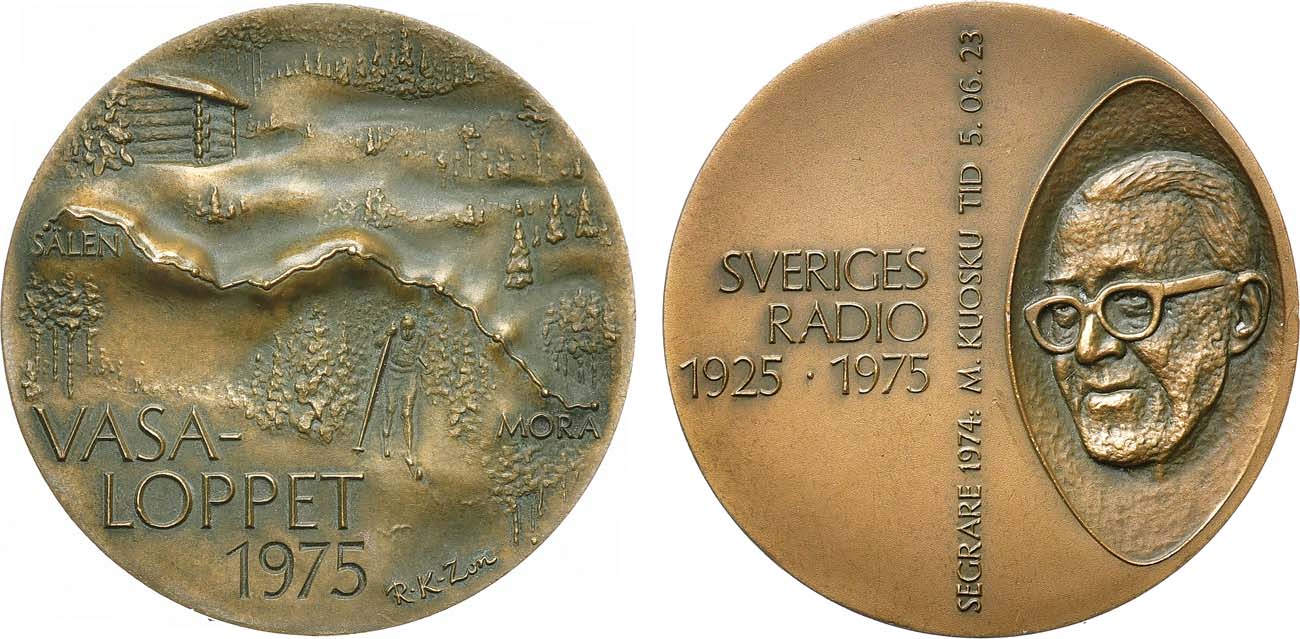 SÄLEN
MORA
VASA-
LOPPET
1975
R·K-Zon
SVERIGES
RADIO
1925 · 1975
SEGRARE 1974: M. KUOSKU TID 5. 06. 23